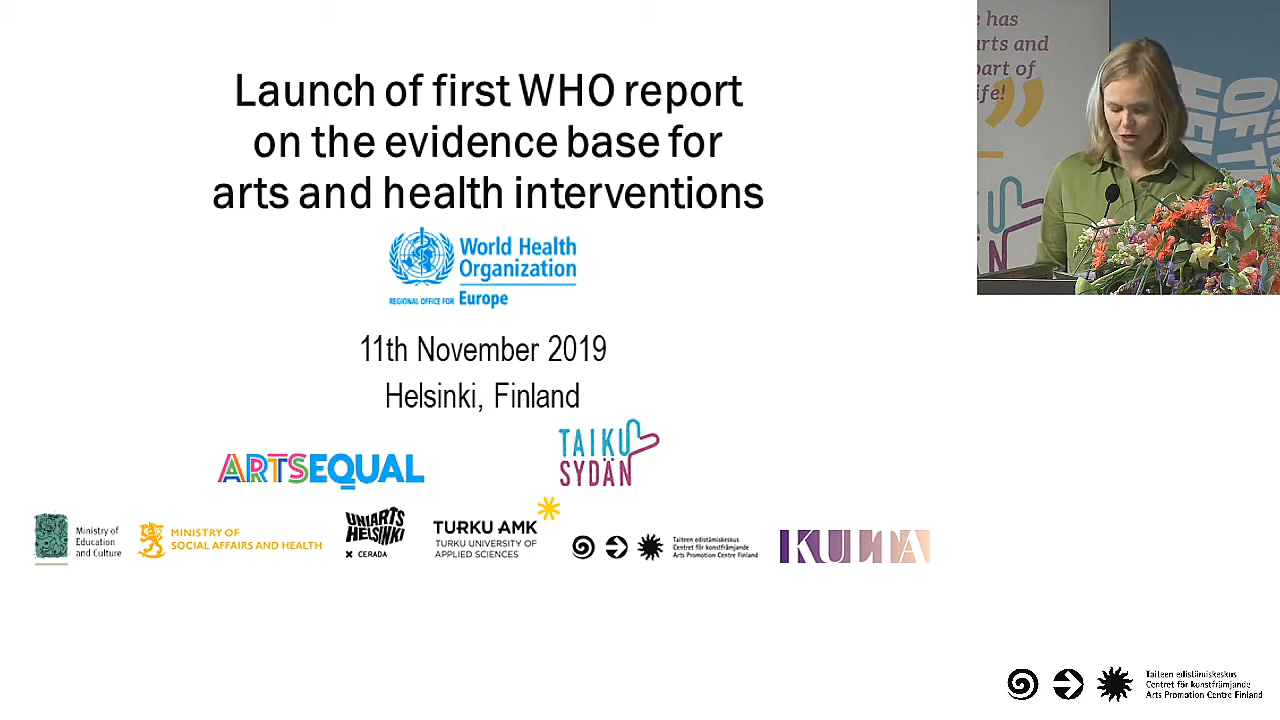 Launch of first WHO report
on the evidence base for
arts and health interventions
World Health
Organization
REGIONAL OFFICE FOR Europe
11th November 2019
Helsinki, Finland
ARTSEQUAL
TAIKU
SYDÄN
Ministry of
Education
and Culture
MINISTRY OF
SOCIAL AFFAIRS AND HEALTH
UNIARTS
HELSINKI
CERADA
TURKU AMK
TURKU UNIVERSITY OF
APPLIED SCIENCES
Taiteen edistämiskeskus
Centret för konstfrämjande
Arts Promotion Centre Finland
KULTA
has
arts and
part of
life!
Taiteen edistämiskeskus
Centret för konstfrämjande
Arts Promotion Centre Finland